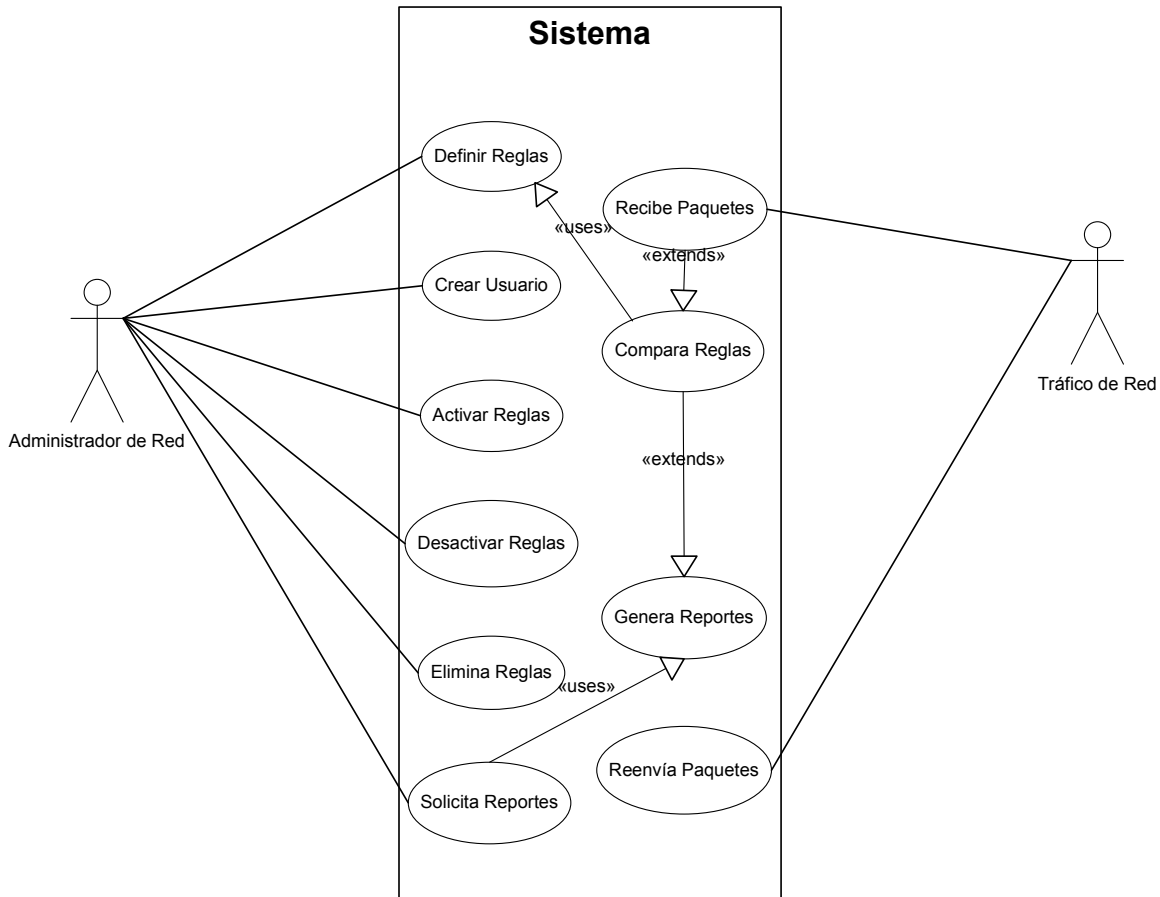 Sistema
Definir Reglas
Recibe Paquetes
«uses»
«extends»
Crear Usuario
Compara Reglas
Tráfico de Red
Activar Reglas
Administrador de Red
«extends»
Desactivar Reglas
Genera Reportes
Elimina Reglas
«uses»
Reenvía Paquetes
Solicita Reportes